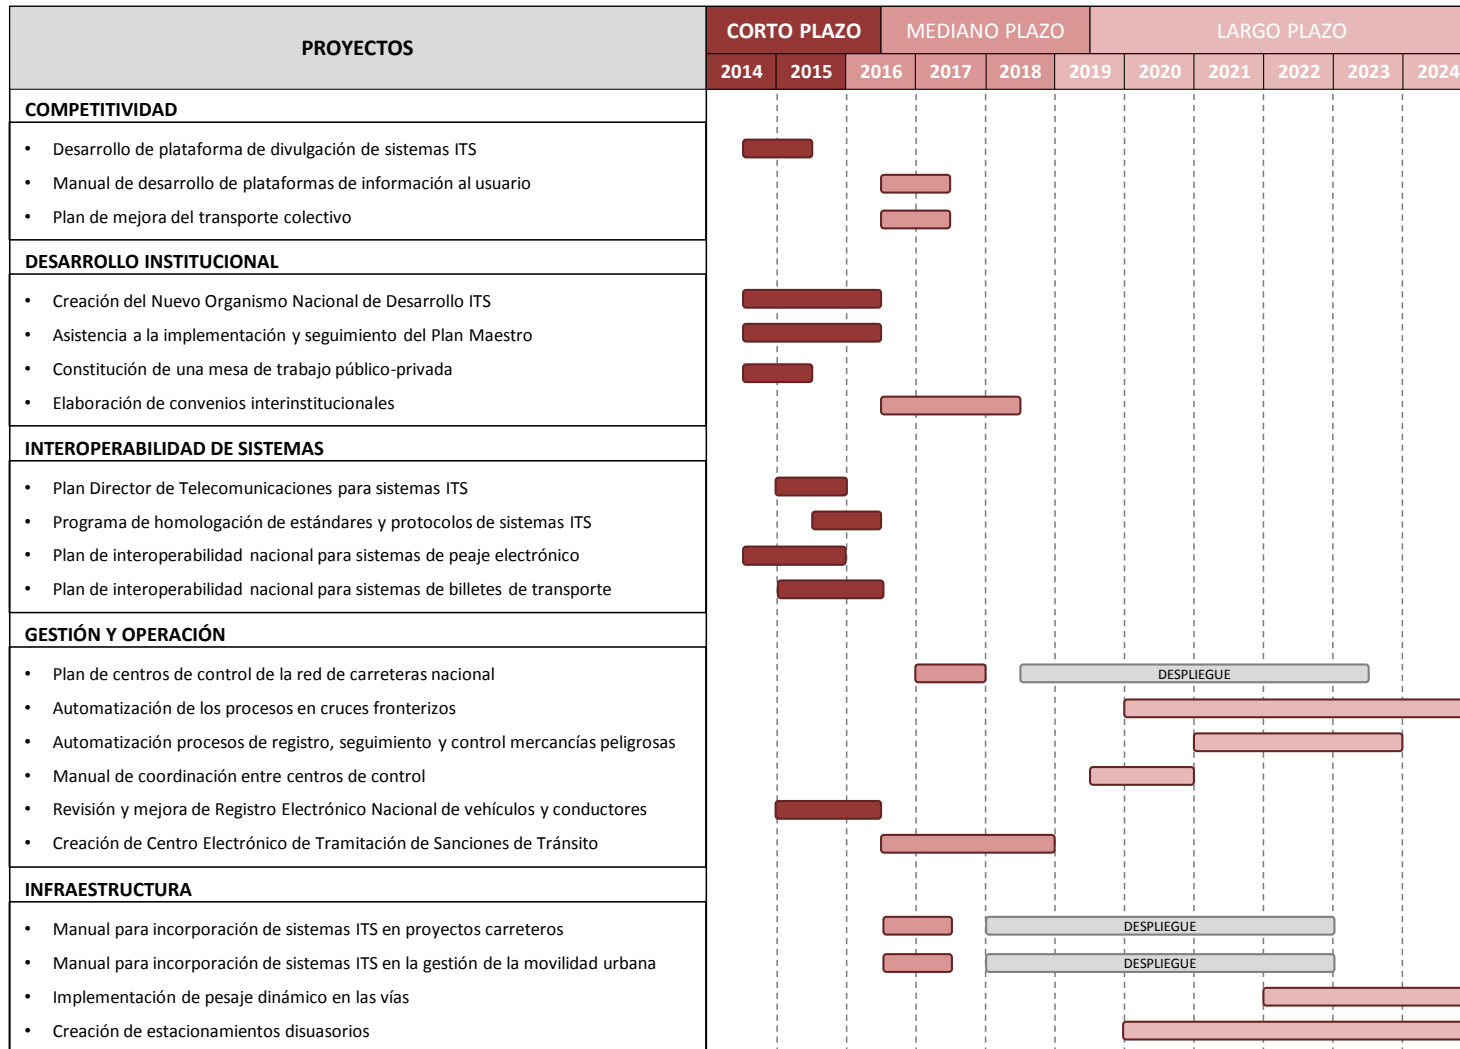 PROYECTOS
CORTO PLAZO MEDIANO PLAZO LARGO PLAZO
2014 2015 2016 2017 2018 2019 2020 2021 2022 2023 2024
COMPETITIVIDAD
• Desarrollo de plataforma de divulgación de sistemas ITS
• Manual de desarrollo de plataformas de información al usuario
• Plan de mejora del transporte colectivo
DESARROLLO INSTITUCIONAL
• Creación del Nuevo Organismo Nacional de Desarrollo ITS
• Asistencia a la implementación y seguimiento del Plan Maestro
• Constitución de una mesa de trabajo público-privada
• Elaboración de convenios interinstitucionales
INTEROPERABILIDAD DE SISTEMAS
• Plan Director de Telecomunicaciones para sistemas ITS
• Programa de homologación de estándares y protocolos de sistemas ITS
• Plan de interoperabilidad nacional para sistemas de peaje electrónico
• Plan de interoperabilidad nacional para sistemas de billetes de transporte
GESTIÓN Y OPERACIÓN
• Plan de centros de control de la red de carreteras nacional DESPLIEGUE
• Automatización de los procesos en cruces fronterizos
• Automatización procesos de registro, seguimiento y control mercancías peligrosas
• Manual de coordinación entre centros de control
• Revisión y mejora de Registro Electrónico Nacional de vehículos y conductores
• Creación de Centro Electrónico de Tramitación de Sanciones de Tránsito
INFRAESTRUCTURA
• Manual para incorporación de sistemas ITS en proyectos carreteros DESPLIEGUE
• Manual para incorporación de sistemas ITS en la gestión de la movilidad urbana DESPLIEGUE
• Implementación de pesaje dinámico en las vías
• Creación de estacionamientos disuasorios